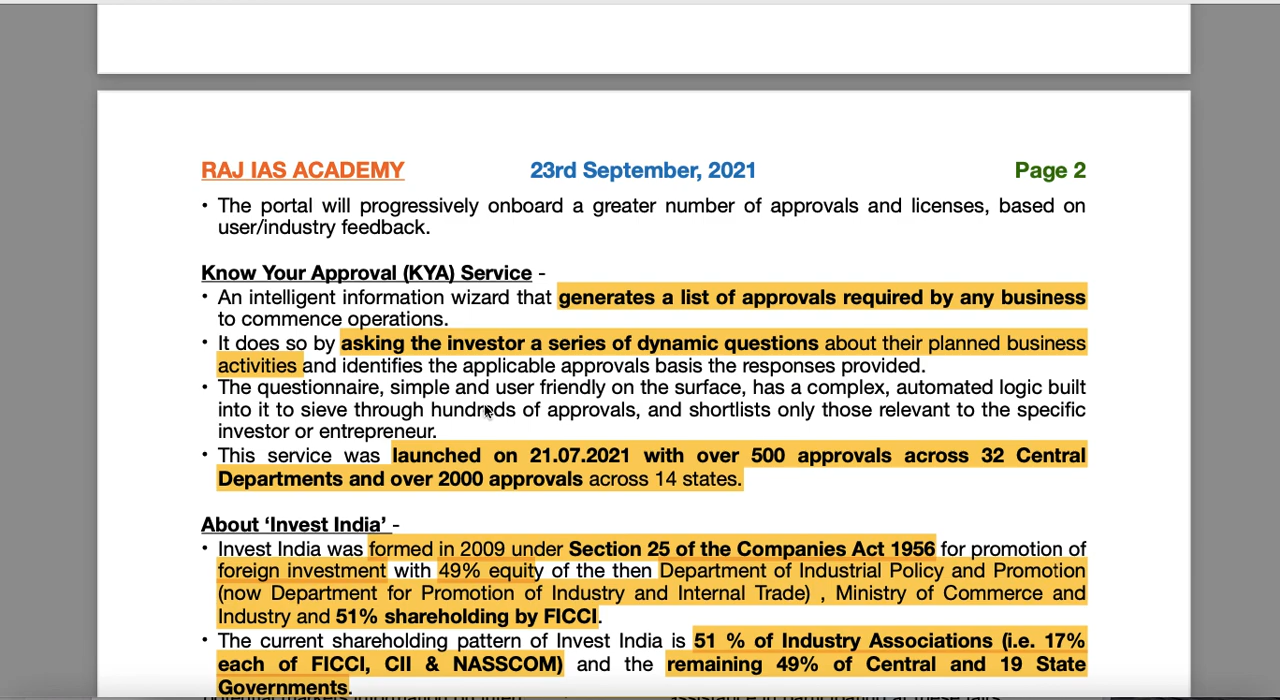 RAJ IAS ACADEMY 23rd September, 2021 Page 2
• The portal will progressively onboard a greater number of approvals and licenses, based on
user/industry feedback.
Know Your Approval (KYA) Service -
• An intelligent information wizard that generates a list of approvals required by any business
to commence operations.
• It does so by asking the investor a series of dynamic questions about their planned business
activities and identifies the applicable approvals basis the responses provided.
• The questionnaire, simple and user friendly on the surface, has a complex, automated logic built
into it to sieve through hundreds of approvals, and shortlists only those relevant to the specific
investor or entrepreneur.
• This service was launched on 21.07.2021 with over 500 approvals across 32 Central
Departments and over 2000 approvals across 14 states.
About ‘Invest India’ -
• Invest India was formed in 2009 under Section 25 of the Companies Act 1956 for promotion of
foreign investment with 49% equity of the then Department of Industrial Policy and Promotion
(now Department for Promotion of Industry and Internal Trade) , Ministry of Commerce and
Industry and 51% shareholding by FICCI.
• The current shareholding pattern of Invest India is 51 % of Industry Associations (i.e. 17%
each of FICCI, CII & NASSCOM) and the remaining 49% of Central and 19 State
Governments.